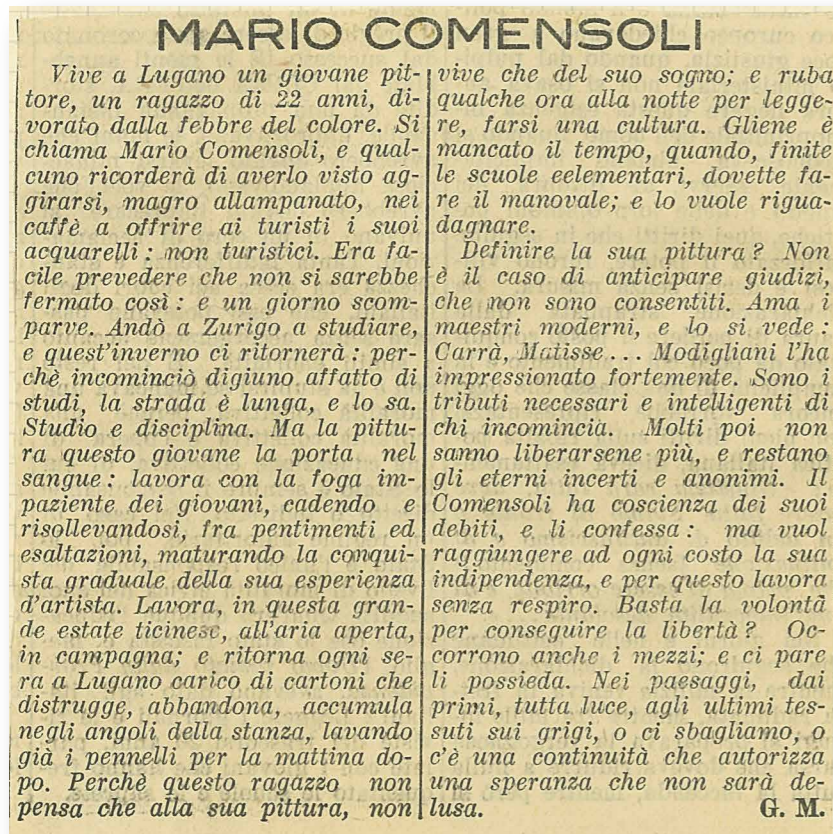 MARIO COMENSOLI
Vive a Lugano un giovane pit-
tore, un ragazzo di 22 anni, di-
vorato dalla febbre del colore. Si
chiama Mario Comensoli, e qual-
cuno ricorderà di averlo visto ag-
girarsi, magro allampanato, nei
caffè a offrire ai turisti i suoi
acquarelli: non turistici. Era fa-
cile prevedere che non si sarebbe
fermato così: e un giorno scom-
parve. Andò a Zurigo a studiare,
e quest'inverno ci ritornerà: per-
chè incominciò digiuno affatto di
studi, la strada è lunga, e lo sa.
Studio e disciplina. Ma la pittu-
ra questo giovane la porta nel
sangue: lavora con la foga im-
paziente dei giovani, cadendo e
risollevandosi, fra pentimenti ed
esaltazioni, maturando la conqui-
sta graduale della sua esperienza
d'artista. Lavora, in questa gran-
de estate ticinese, all'aria aperta,
in campagna; e ritorna ogni se-
ra a Lugano carico di cartoni che
distrugge, abbandona, accumula
negli angoli della stanza, lavando
già i pennelli per la mattina do-
po. Perchè questo ragazzo non
pensa che alla sua pittura, non
vive che del suo sogno; e ruba
qualche ora alla notte per legge-
re, farsi una cultura. Gliene è
mancato il tempo, quando, finite
le scuole eelementari, dovette fa-
re il manovale; e lo vuole rigua-
dagnare.
Definire la sua pittura? Non
è il caso di anticipare giudizi,
che non sono consentiti. Ama i
maestri moderni, e lo si vede:
Carrà, Matisse... Modigliani l'ha
impressionato fortemente. Sono i
tributi necessari e intelligenti di
chi incomincia. Molti poi non
sanno liberarsene più, e restano
gli eterni incerti e anonimi. Il
Comensoli ha coscienza dei suoi
debiti, e li confessa: ma vuol
raggiungere ad ogni costo la sua
indipendenza, e per questo lavora
senza respiro. Basta la volontà
per conseguire la libertà? Oc-
corrono anche i mezzi; e ci pare
li possieda. Nei paesaggi, dai
primi, tutta luce, agli ultimi tes-
suti sui grigi, o ci sbagliamo, o
c'è una continuità che autorizza
una speranza che non sarà de-
lusa. G. M.